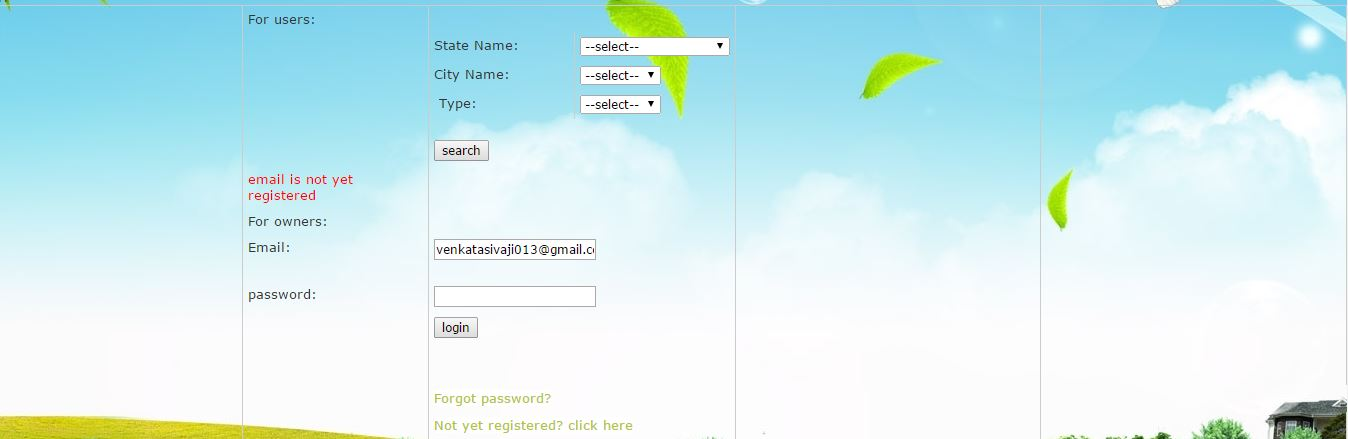 For users:
State Name: --select--
City Name: --select--
Type: --select--
search
email is not yet
registered
For owners:
Email: venkatasivaji013@gmail.c
password:
login
Forgot password?
Not yet registered? click here